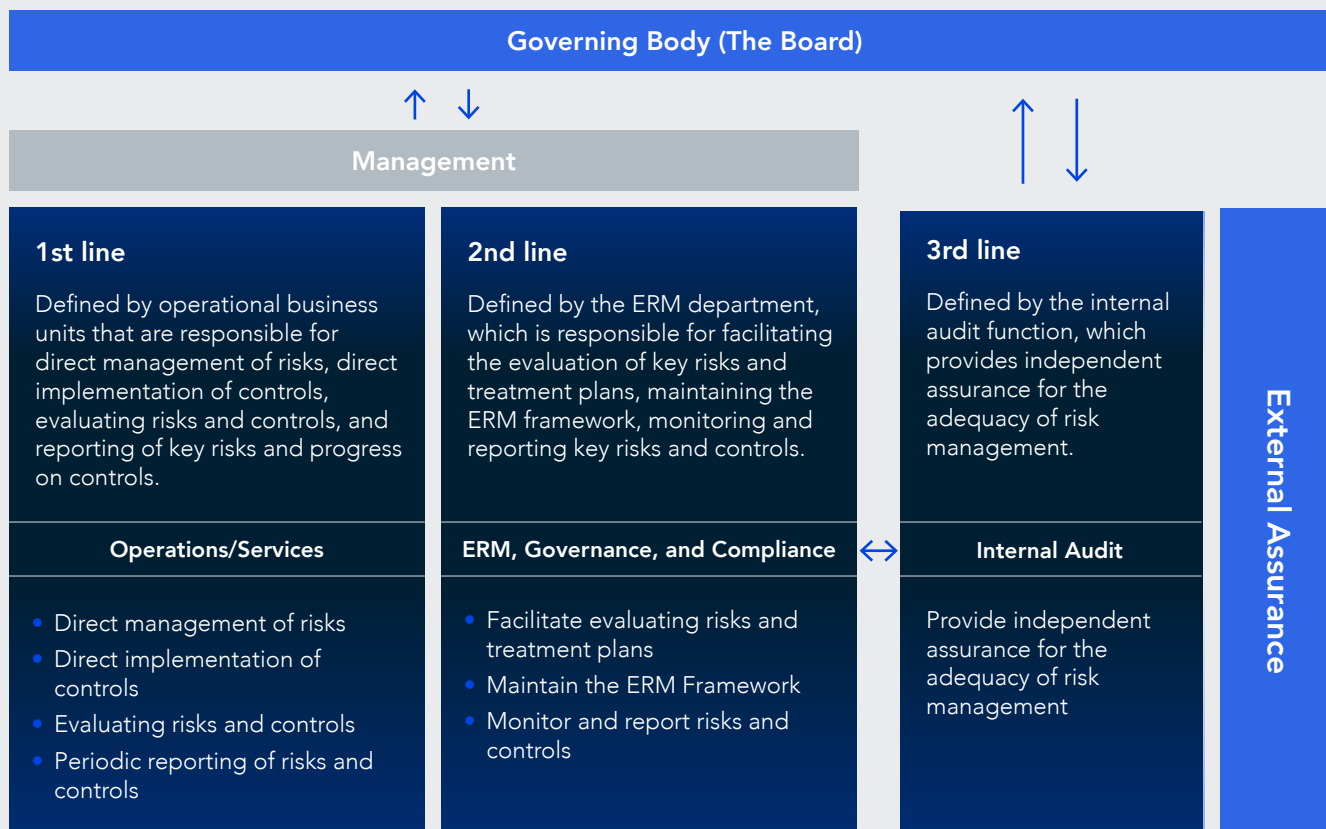 Governing Body (The Board)
Management
1st line
Defined by operational business
units that are responsible for
direct management of risks, direct
implementation of controls,
evaluating risks and controls, and
reporting of key risks and progress
on controls.
Operations/Services
Direct management of risks
Direct implementation of
controls
Evaluating risks and controls
Periodic reporting of risks and
controls
2nd line
Defined by the ERM department,
which is responsible for facilitating
the evaluation of key risks and
treatment plans, maintaining the
ERM framework, monitoring and
reporting key risks and controls.
ERM, Governance, and Compliance
Facilitate evaluating risks and
treatment plans
Maintain the ERM Framework
Monitor and report risks and
controls
3rd line
Defined by the internal
audit function, which
provides independent
assurance for the
adequacy of risk
management.
Internal Audit
Provide independent
assurance for the
adequacy of risk
management
External Assurance